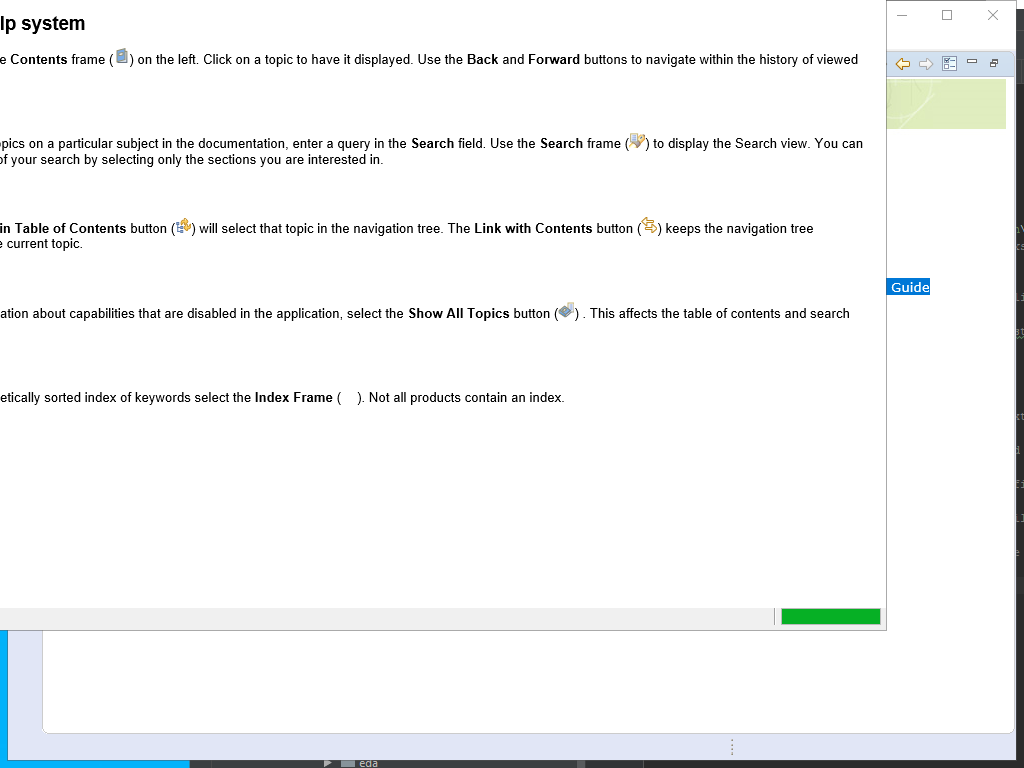 lp system
e Contents frame ( ) on the left. Click on a topic to have it displayed. Use the Back and Forward buttons to navigate within the history of viewed
pics on a particular subject in the documentation, enter a query in the Search field. Use the Search frame ( ) to display the Search view. You can
of your search by selecting only the sections you are interested in.
in Table of Contents button ( ) will select that topic in the navigation tree. The Link with Contents button ( ) keeps the navigation tree
e current topic.
Guide
ation about capabilities that are disabled in the application, select the Show All Topics button ( ) . This affects the table of contents and search
etically sorted index of keywords select the Index Frame ( ). Not all products contain an index.
eda